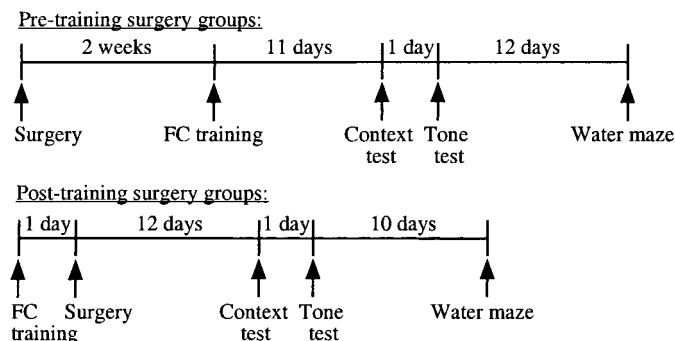 Pre-training surgery groups:
2 weeks 11 days 1 day 12 days
Surgery FC training Context test Tone test Water maze
Post-training surgery groups:
1 day 12 days 1 day 10 days
FC training Surgery Context test Tone test Water maze